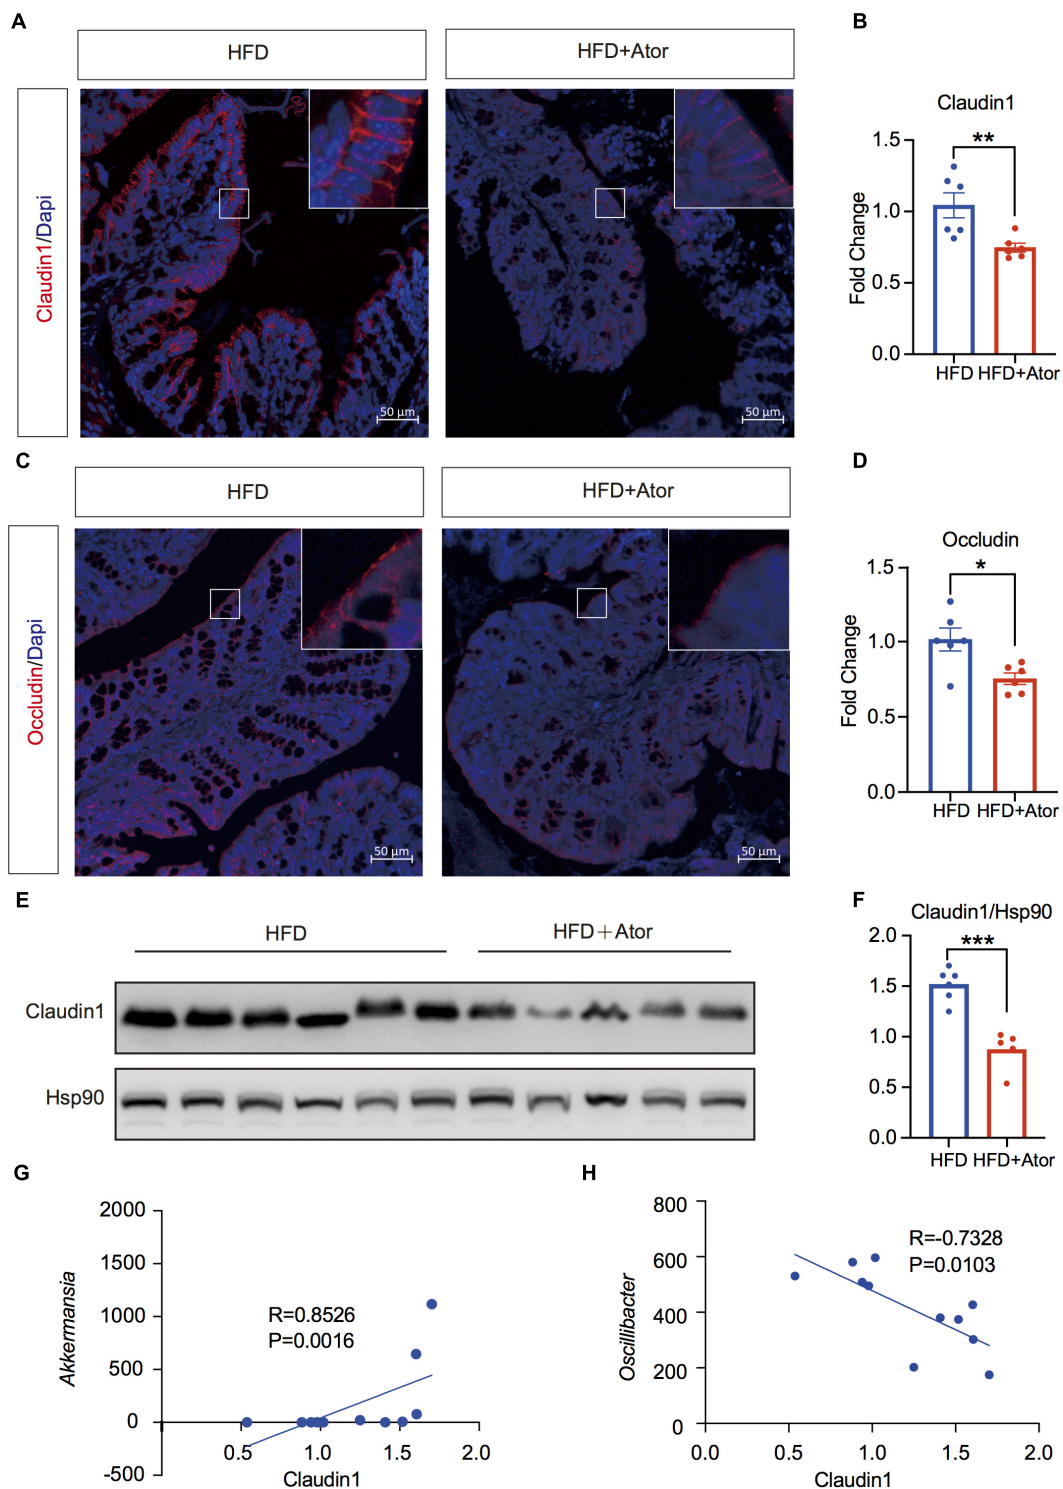 A
HFD
HFD+Ator
Claudin1/Dapi
50 µm
50 µm
B
Claudin1
**
Fold Change
1.5
1.0
0.5
0.0
HFD HFD+Ator
C
HFD
HFD+Ator
Occludin/Dapi
50 µm
50 µm
D
Occludin
*
Fold Change
1.5
1.0
0.5
0.0
HFD HFD+Ator
E
HFD
HFD+Ator
Claudin1
Hsp90
F
Claudin1/Hsp90
***
2.0
1.5
1.0
0.5
0.0
HFD HFD+Ator
G
Akkermansia
2000
1500
1000
500
0
-500
R=0.8526
P=0.0016
0.5 1.0 1.5 2.0
Claudin1
H
Oscillibacter
800
600
400
200
0
R=-0.7328
P=0.0103
0.0 0.5 1.0 1.5 2.0
Claudin1